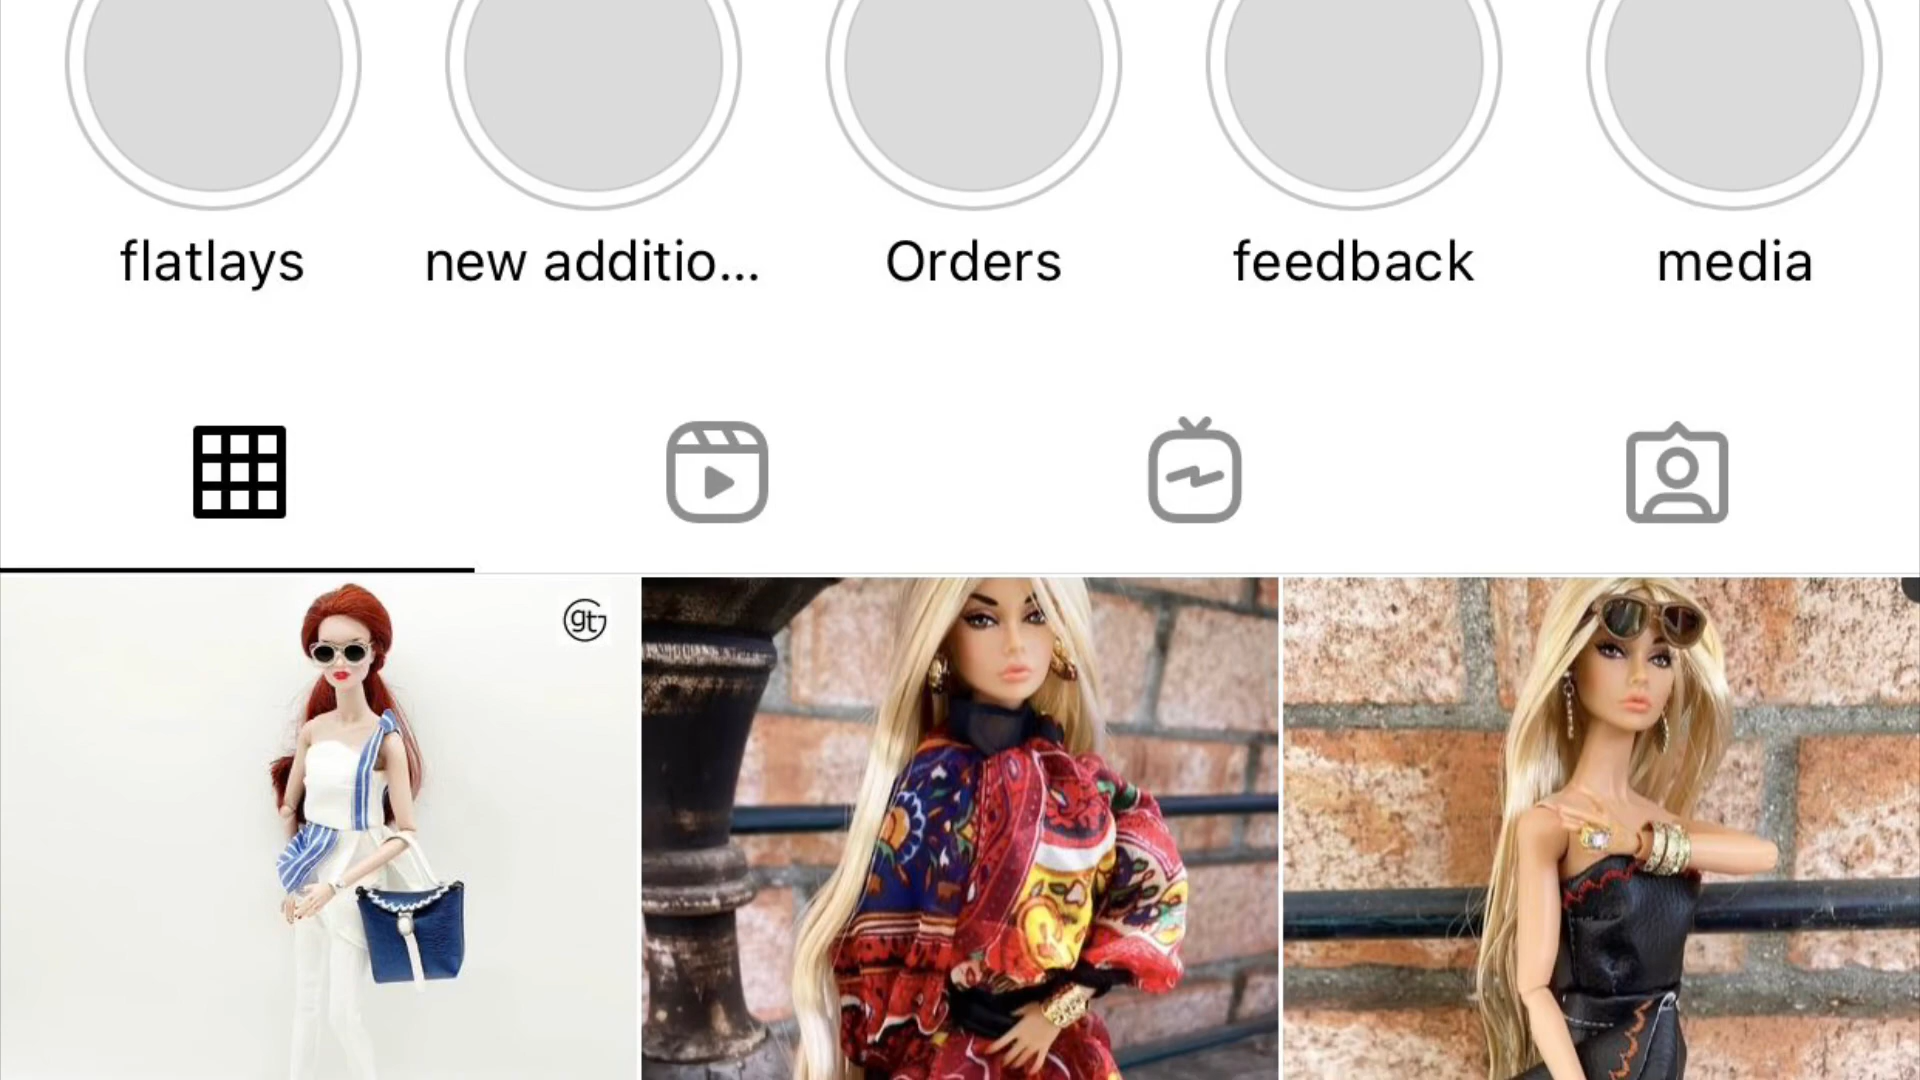 flatlays
new additio...
Orders
feedback
media
gt